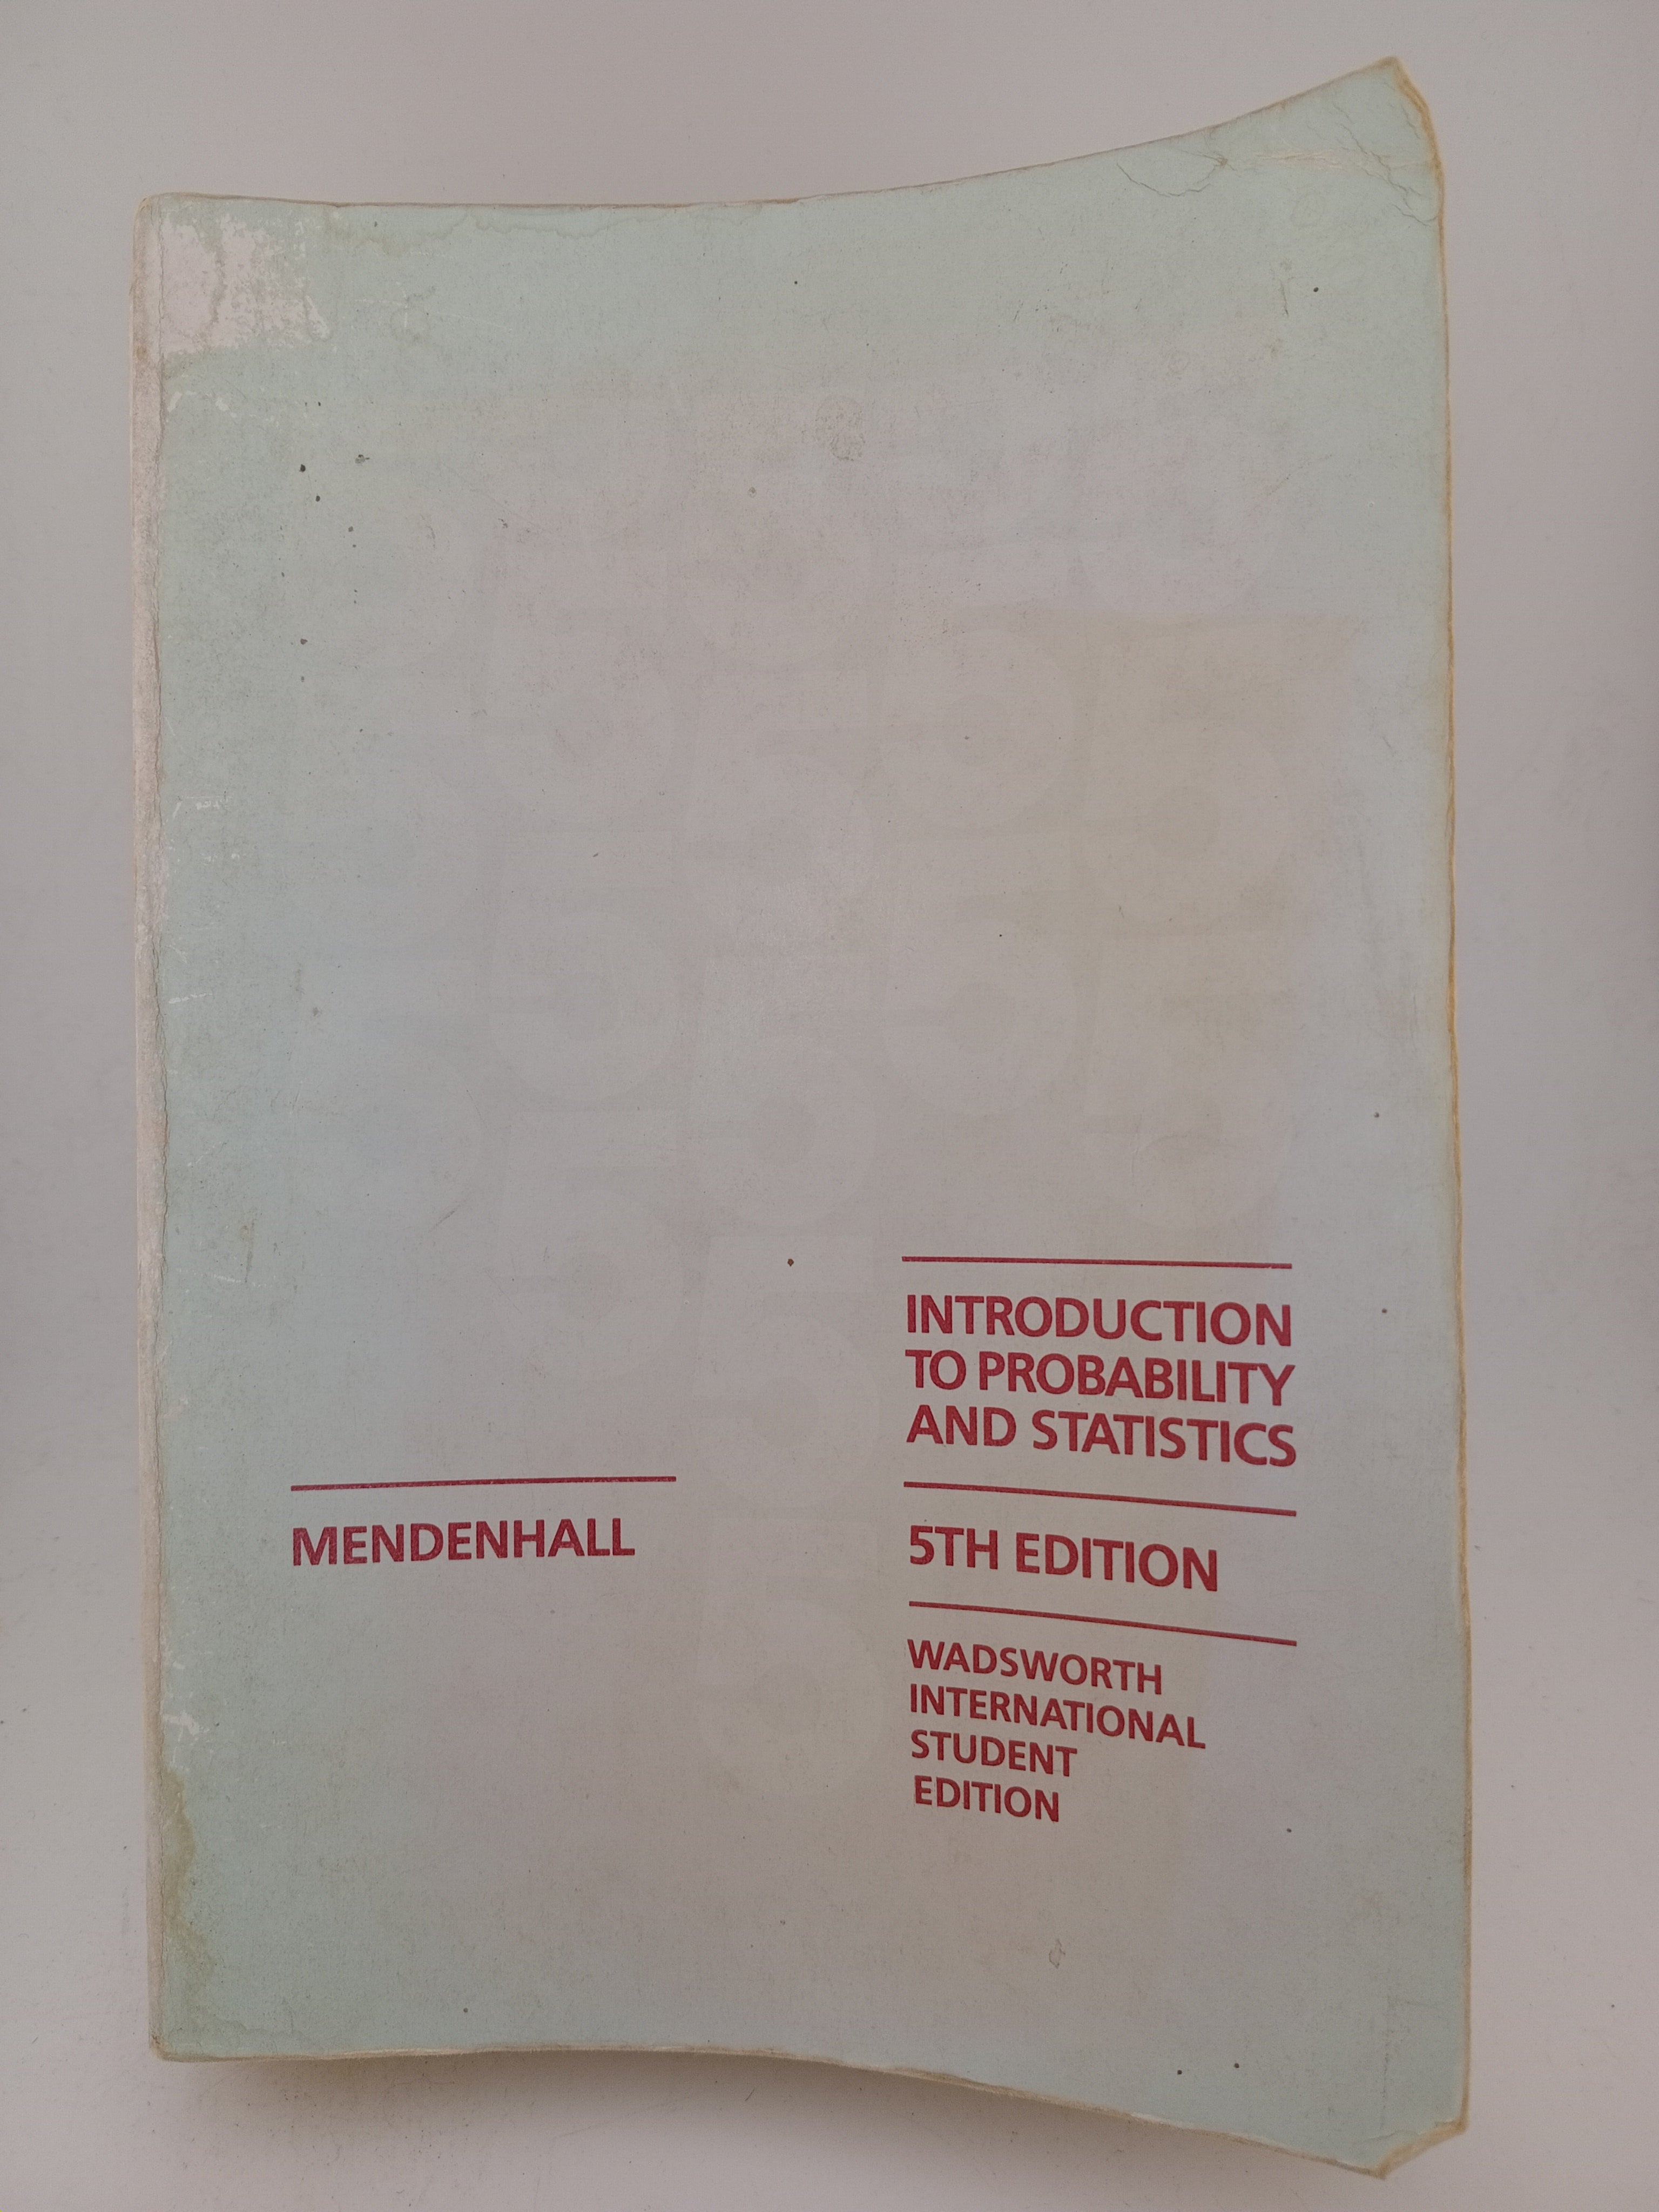 MENDENHALL
INTRODUCTION
TO PROBABILITY
AND STATISTICS
5TH EDITION
WADSWORTH
INTERNATIONAL
STUDENT
EDITION